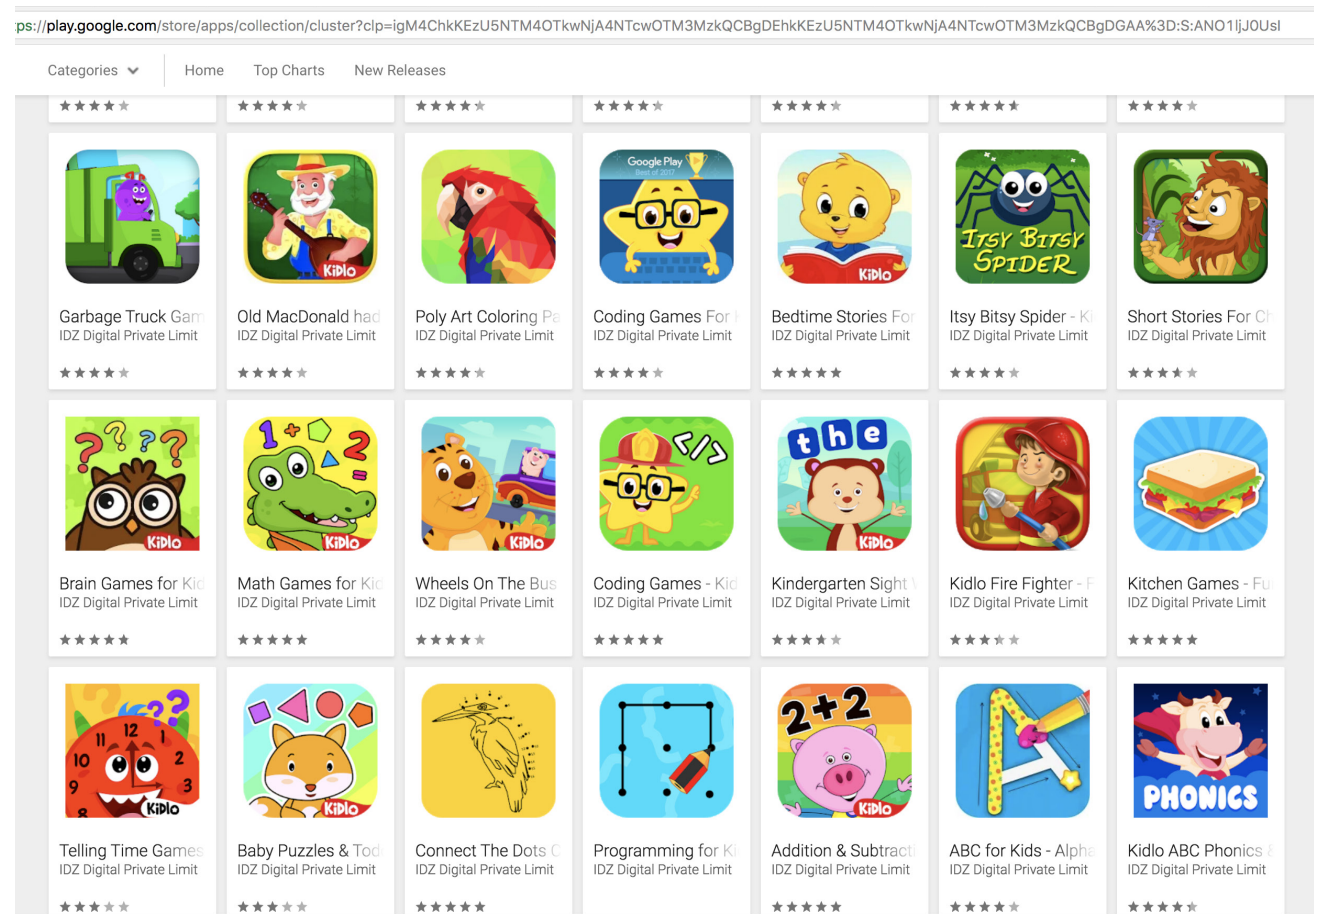 ps://play.google.com/store/apps/collection/cluster?clp=igM4ChkKEzU5NTM4OTkwNjA4NTcwOTM3MzkQCBgDEhkKEzU5NTM4OTkwNjA4NTcwOTM3MzkQCBgDGAA%3D:S:ANO1ljJ0UsI
Categories Home Top Charts New Releases
Google Play
Best of 2017
KiDlo
KiDlo
ITSY BITSY
SPIDER
Garbage Truck Gam Old MacDonald had Poly Art Coloring Pa Coding Games For Bedtime Stories For Itsy Bitsy Spider - Ki Short Stories For Ch
IDZ Digital Private Limit IDZ Digital Private Limit IDZ Digital Private Limit IDZ Digital Private Limit IDZ Digital Private Limit IDZ Digital Private Limit IDZ Digital Private Limit
? ? ? ? 1 + 2 = </> the
KiDlo KiDlo KiDlo KiDlo
Brain Games for Kid Math Games for Kid Wheels On The Bus Coding Games - Kid Kindergarten Sight Kidlo Fire Fighter - F Kitchen Games - Fu
IDZ Digital Private Limit IDZ Digital Private Limit IDZ Digital Private Limit IDZ Digital Private Limit IDZ Digital Private Limit IDZ Digital Private Limit IDZ Digital Private Limit
?? 2+2 A
11 12 1
10 2
9 3
8
KiDlo KiDlo KiDlo PHONICS
Telling Time Games Baby Puzzles & Tod Connect The Dots G Programming for Ki Addition & Subtracti ABC for Kids - Alpha Kidlo ABC Phonics &
IDZ Digital Private Limit IDZ Digital Private Limit IDZ Digital Private Limit IDZ Digital Private Limit IDZ Digital Private Limit IDZ Digital Private Limit IDZ Digital Private Limit